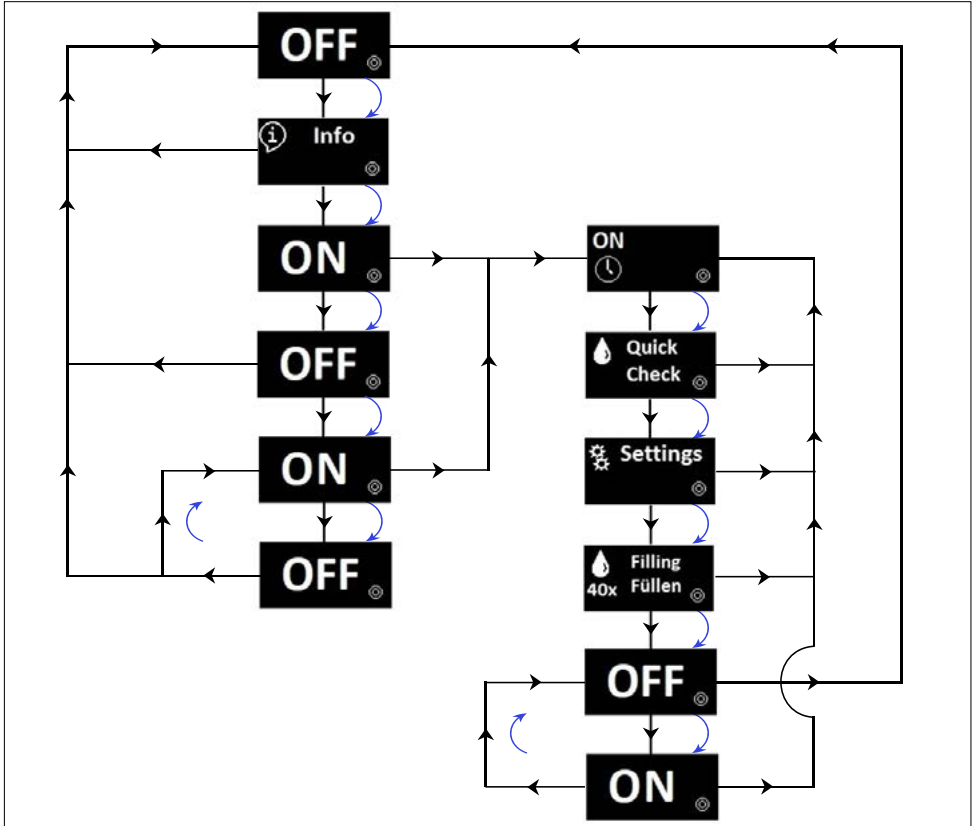 OFF
Info
ON
OFF
ON
OFF
ON
Quick
Check
Settings
Filling
40x Füllen
OFF
ON